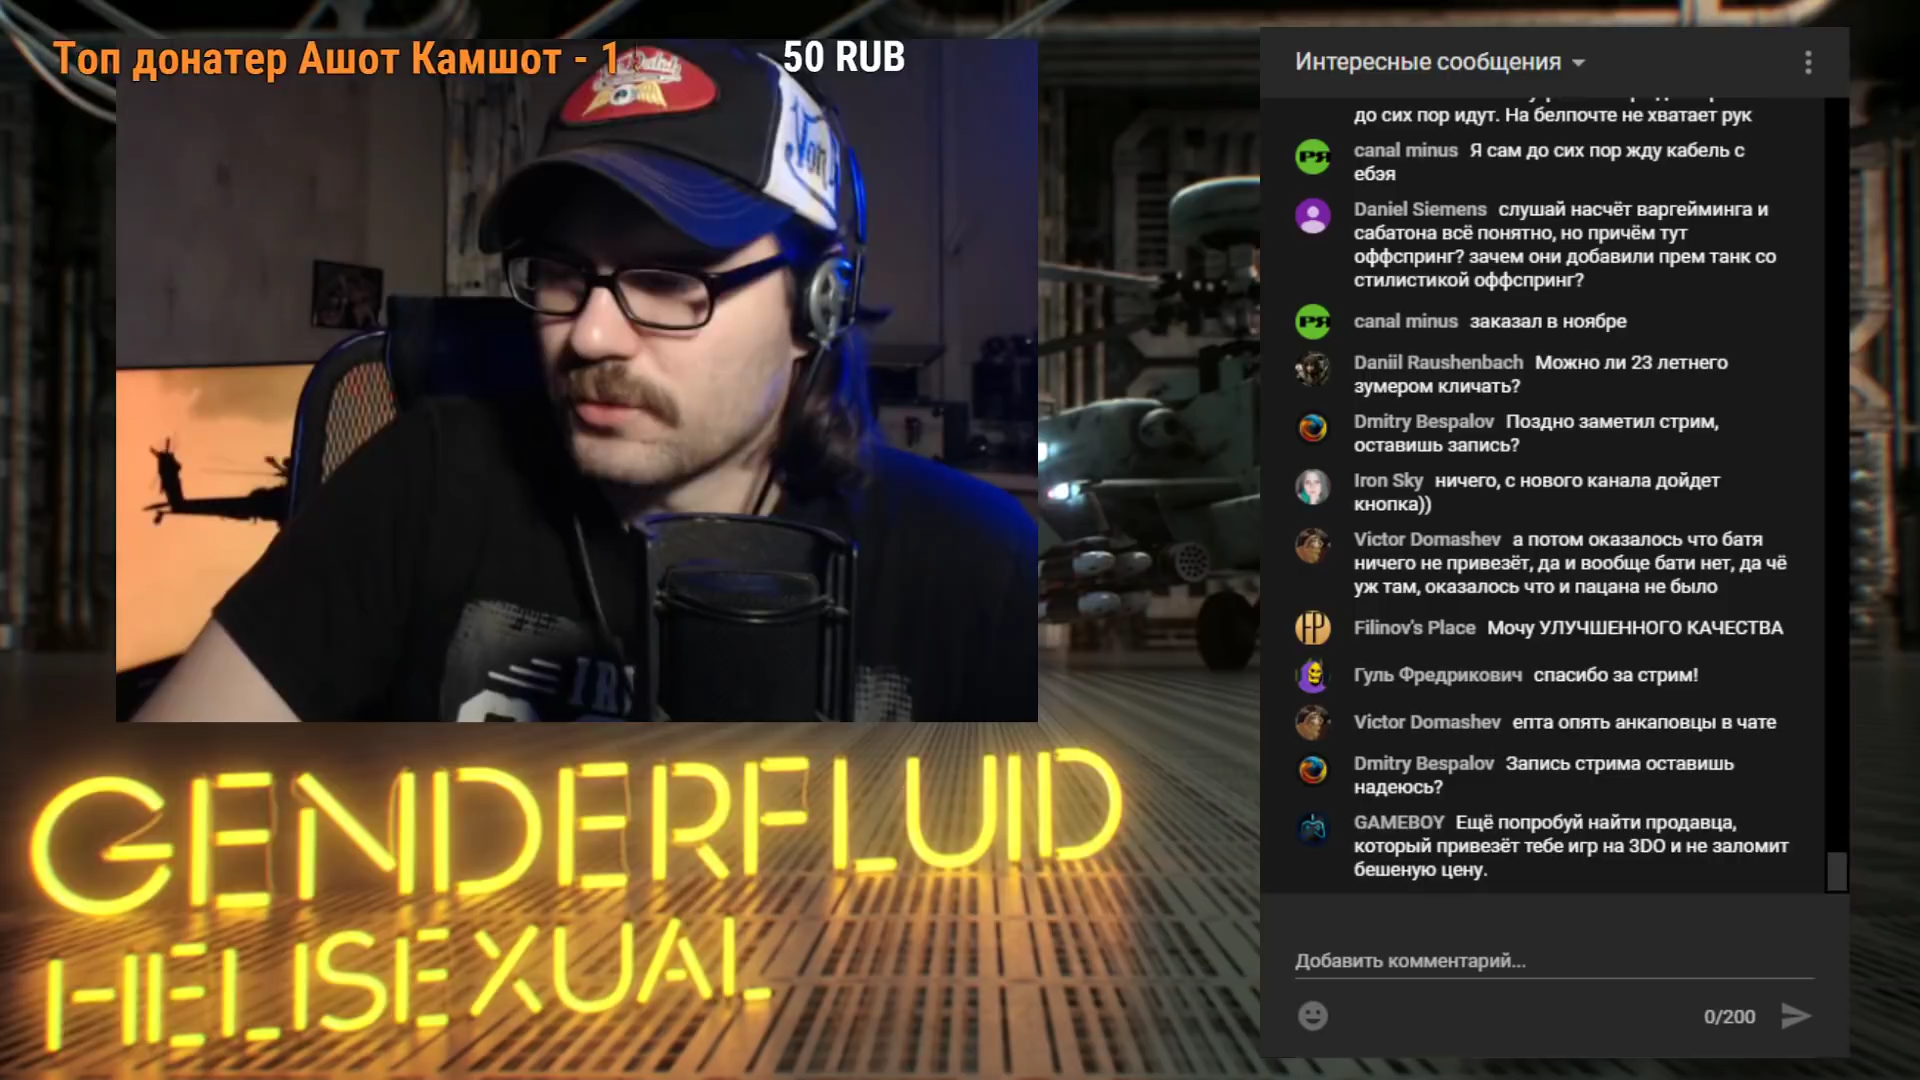 Топ донатер Ашот Камшот - 1
50 RUB
GENDERFLUID
HELISEXUAL
Интересные сообщения
до сих пор идут. На белпочте не хватает рук
canal minus Я сам до сих пор жду кабель с
ебэя
Daniel Siemens слушай насчёт варгейминга и
сабатона всё понятно, но причём тут
оффспринг? зачем они добавили прем танк со
стилистикой оффспринг?
canal minus заказал в ноябре
Daniil Raushenbach Можно ли 23 летнего
зумером кличать?
Dmitry Bespalov Поздно заметил стрим,
оставишь запись?
Iron Sky ничего, с нового канала дойдет
кнопка))
Victor Domashev а потом оказалось что батя
ничего не привезёт, да и вообще бати нет, да чё
уж там, оказалось что и пацана не было
FP
Filinov's Place Мочу УЛУЧШЕННОГО КАЧЕСТВА
Гуль Фредрикович спасибо за стрим!
Victor Domashev епта опять анкаповцы в чате
Dmitry Bespalov Запись стрима оставишь
надеюсь?
GAMEBOY Ещё попробуй найти продавца,
который привезёт тебе игр на 3DO и не заломит
бешеную цену.
Добавить комментарий...
0/200